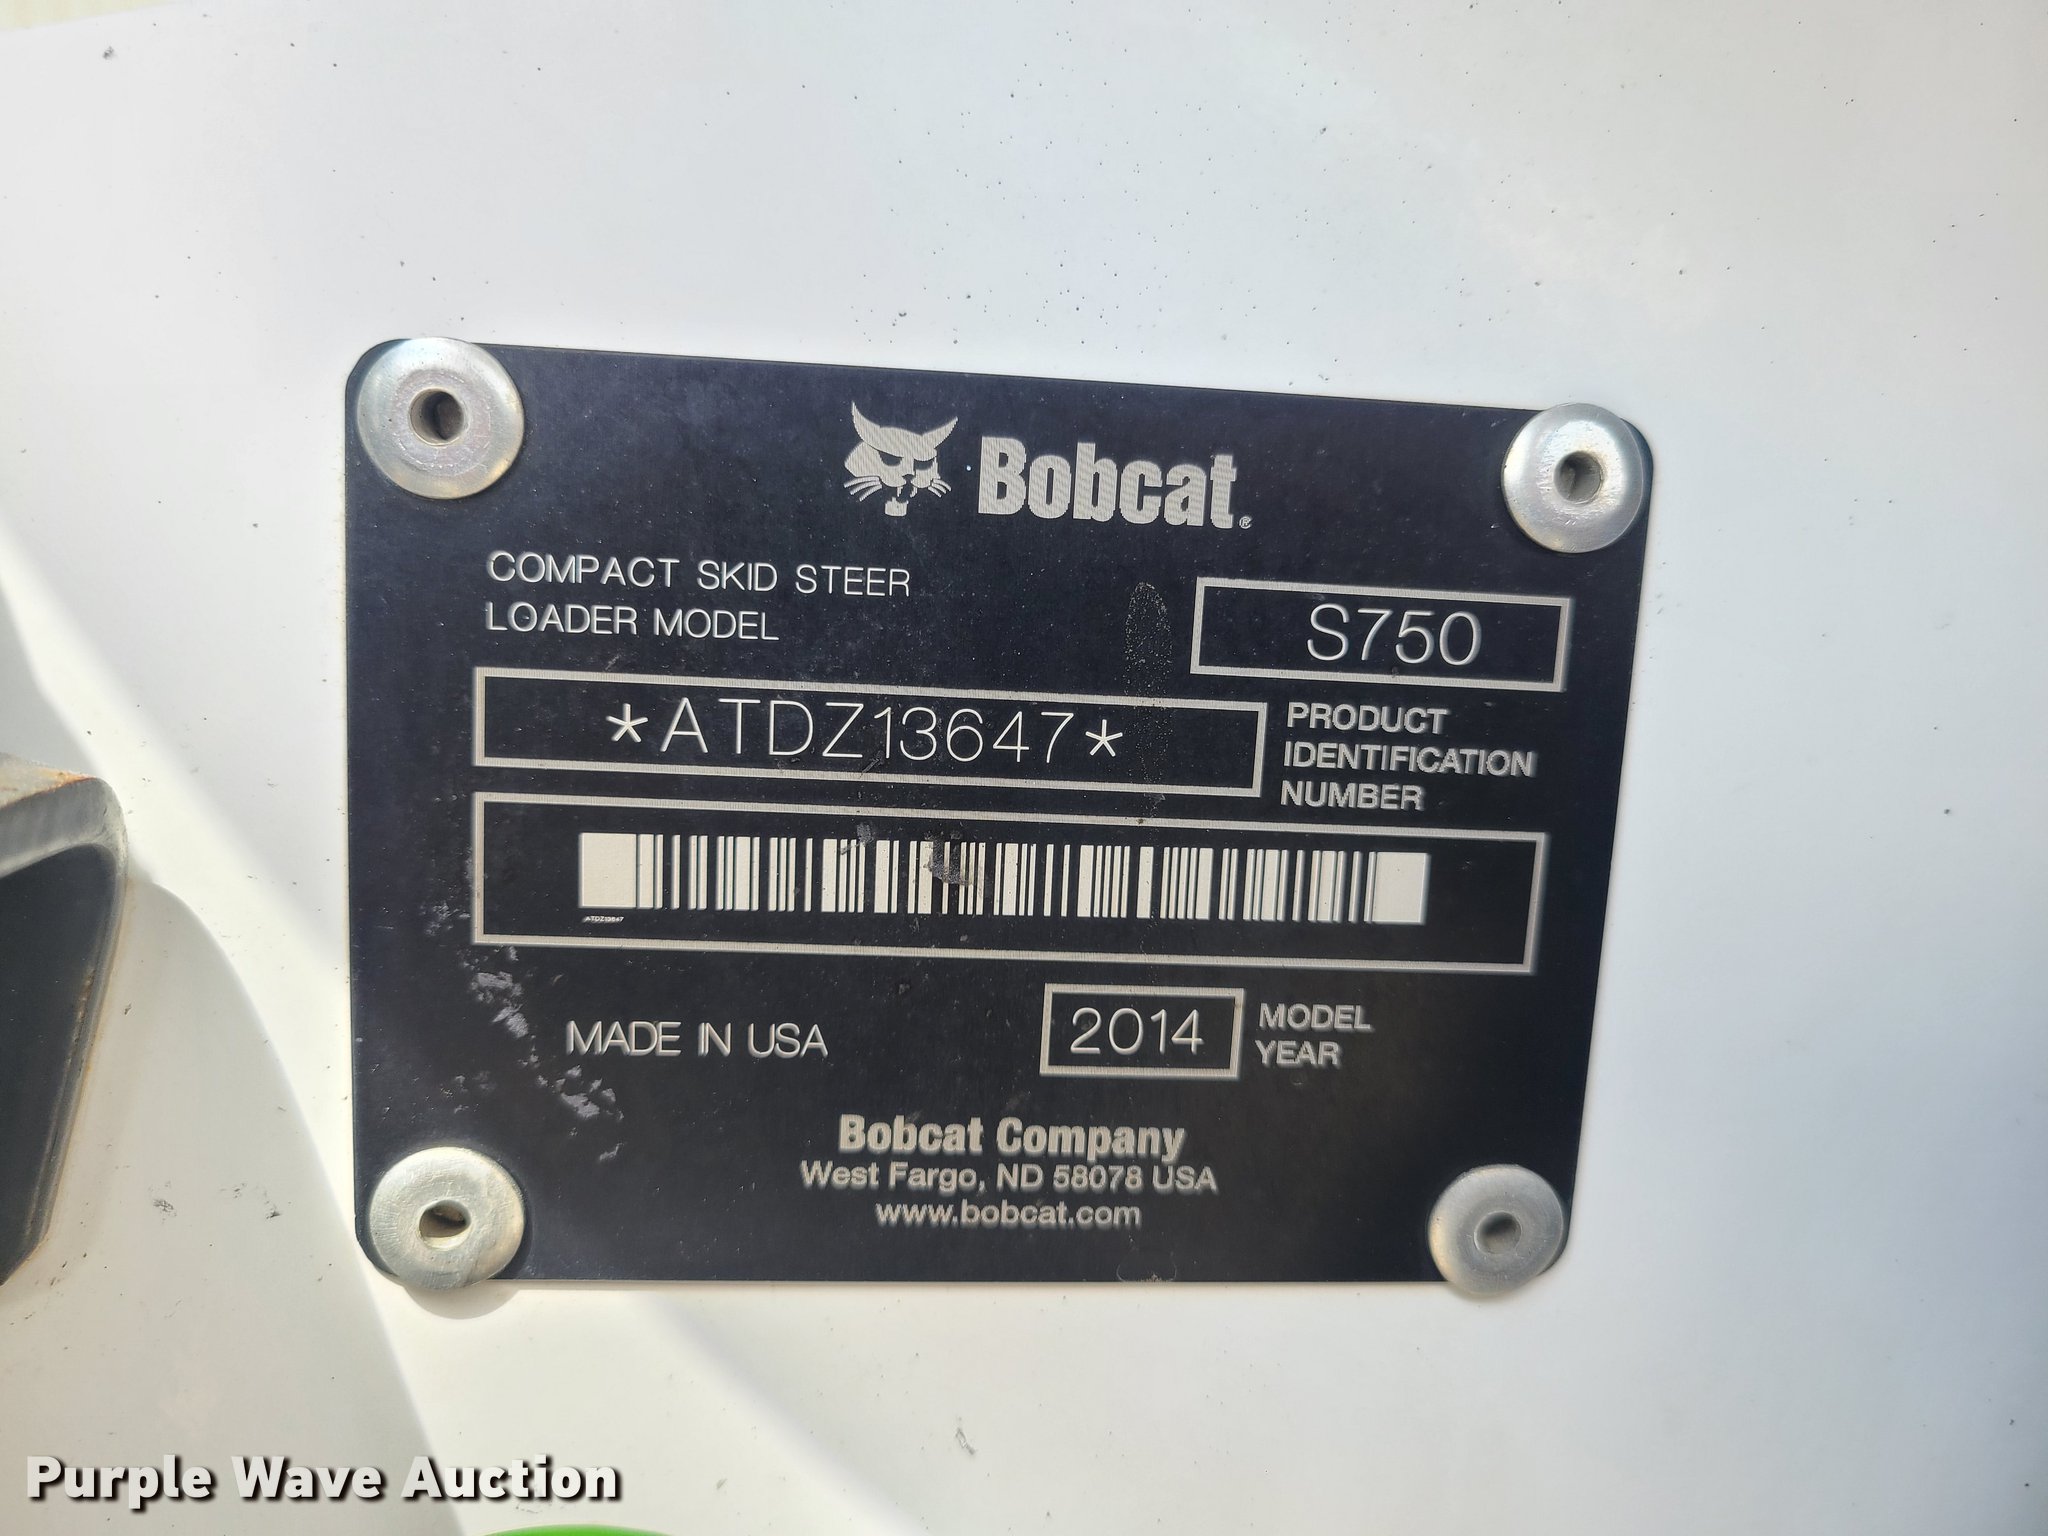 Bobcat®
COMPACT SKID STEER
LOADER MODEL
S750
*ATDZ13647*
PRODUCT
IDENTIFICATION
NUMBER
ATDZ13647
MADE IN USA
2014
MODEL
YEAR
Bobcat Company
West Fargo, ND 58078 USA
www.bobcat.com
Purple Wave Auction